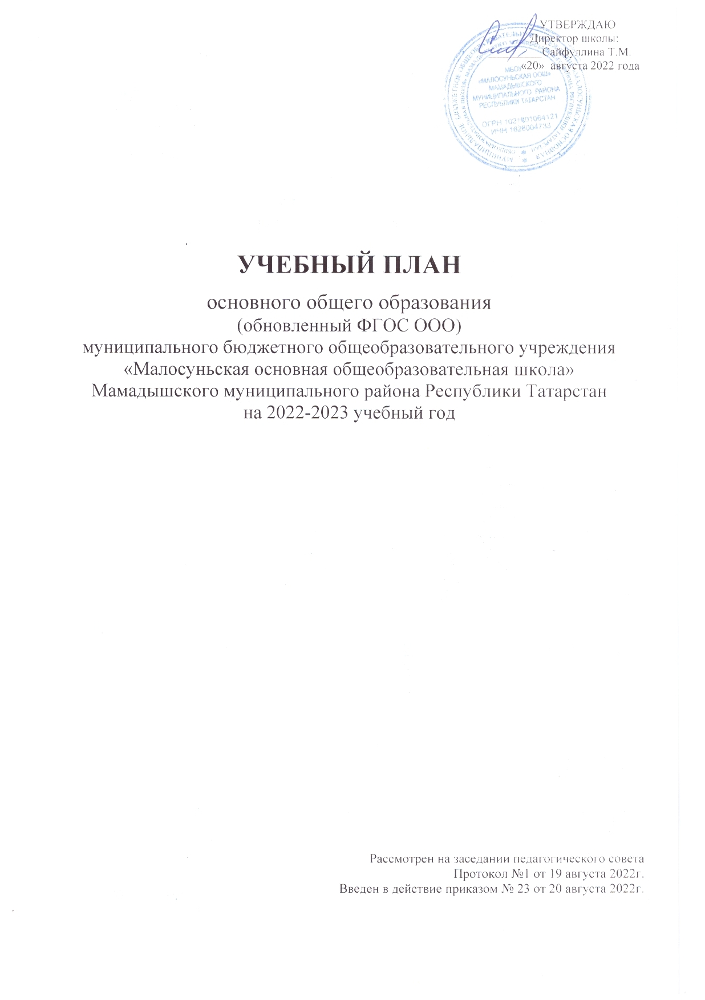 УТВЕРЖДАЮ
Директор школы:
Сайфуллина Т.М.
«20» августа 2022 года
МБОУ
«МАЛОСУНЬСКАЯ ООШ»
МАМАДЫШСКОГО
МУНИЦИПАЛЬНОГО РАЙОНА
РЕСПУБЛИКИ ТАТАРСТАН
ОГРН
ИНН 1626004733
УЧЕБНЫЙ ПЛАН
основного общего образования
(обновленный ФГОС ООО)
муниципального бюджетного общеобразовательного учреждения
«Малосуньская основная общеобразовательная школа»
Мамадышского муниципального района Республики Татарстан
на 2022-2023 учебный год
Рассмотрен на заседании педагогического совета
Протокол №1 от 19 августа 2022г.
Введен в действие приказом № 23 от 20 августа 2022г.